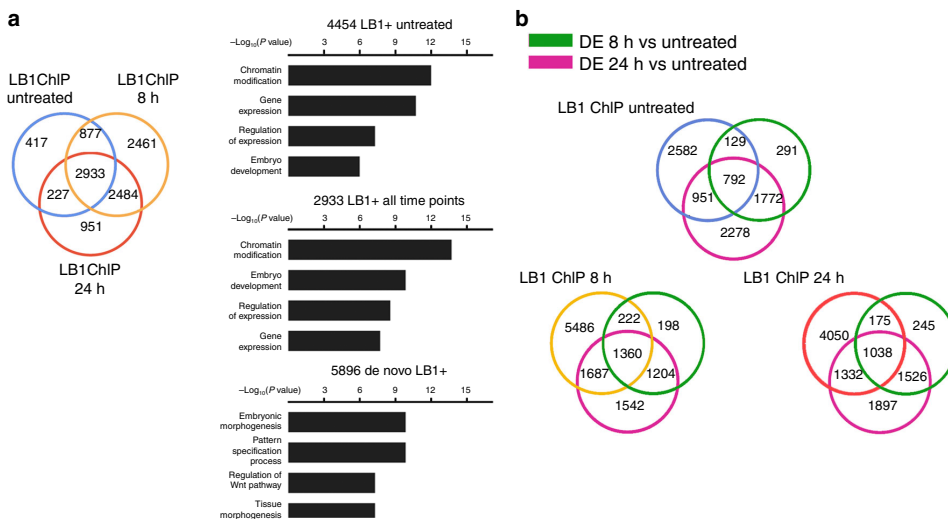 a
LB1ChIP
untreated
LB1ChIP
8 h
417
877
2461
2933
227
2484
951
LB1ChIP
24 h
4454 LB1+ untreated
–Log10(P value)
3 6 9 12 15
Chromatin
modification
Gene
expression
Regulation
of expression
Embryo
development
2933 LB1+ all time points
–Log10(P value)
3 6 9 12 15
Chromatin
modification
Embryo
development
Regulation
of expression
Gene
expression
5896 de novo LB1+
–Log10(P value)
3 6 9 12 15
Embryonic
morphogenesis
Pattern
specification
process
Regulation of
Wnt pathway
Tissue
morphogenesis
b
DE 8 h vs untreated
DE 24 h vs untreated
LB1 ChIP untreated
2582
129
291
792
951
1772
2278
LB1 ChIP 8 h
5486
222
198
1360
1687
1204
1542
LB1 ChIP 24 h
4050
175
245
1038
1332
1526
1897